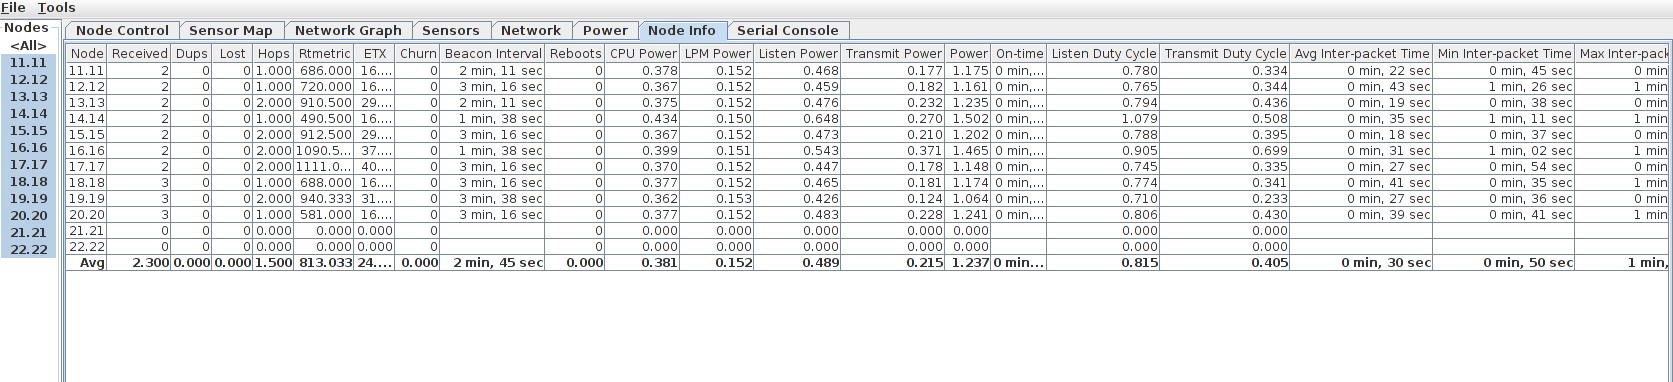 File Tools
Nodes
<All>
11.11
12.12
13.13
14.14
15.15
16.16
17.17
18.18
19.19
20.20
21.21
22.22
Node Control Sensor Map Network Graph Sensors Network Power Node Info Serial Console
Node Received Dups Lost Hops Rtmetric ETX Churn Beacon Interval Reboots CPU Power LPM Power Listen Power Transmit Power Power On-time Listen Duty Cycle Transmit Duty Cycle Avg Inter-packet Time Min Inter-packet Time Max Inter-pack
11.11 2 0 0 1.000 686.000 16.... 0 2 min, 11 sec 0 0.378 0.152 0.468 0.177 1.175 0 min,... 0.780 0.334 0 min, 22 sec 0 min, 45 sec 0 min
12.12 2 0 0 1.000 720.000 16.... 0 3 min, 16 sec 0 0.367 0.152 0.459 0.182 1.161 0 min,... 0.765 0.344 0 min, 43 sec 1 min, 26 sec 1 min
13.13 2 0 0 2.000 910.500 29.... 0 2 min, 11 sec 0 0.375 0.152 0.476 0.232 1.235 0 min,... 0.794 0.436 0 min, 19 sec 0 min, 38 sec 0 min
14.14 2 0 0 1.000 490.500 16.... 0 1 min, 38 sec 0 0.434 0.150 0.648 0.270 1.502 0 min,... 1.079 0.508 0 min, 35 sec 1 min, 11 sec 0 min
15.15 2 0 0 2.000 912.500 29.... 0 3 min, 16 sec 0 0.367 0.152 0.473 0.210 1.202 0 min,... 0.788 0.395 0 min, 18 sec 0 min, 37 sec 0 min
16.16 2 0 0 2.000 1090.5... 37.... 0 1 min, 38 sec 0 0.399 0.151 0.543 0.371 1.465 0 min,... 0.905 0.699 0 min, 31 sec 1 min, 02 sec 1 min
17.17 2 0 0 2.000 1111.0... 40.... 0 3 min, 16 sec 0 0.370 0.152 0.447 0.178 1.148 0 min,... 0.745 0.335 0 min, 27 sec 0 min, 54 sec 0 min
18.18 3 0 0 1.000 688.000 16.... 0 3 min, 16 sec 0 0.377 0.152 0.465 0.181 1.174 0 min,... 0.774 0.341 0 min, 41 sec 0 min, 35 sec 1 min
19.19 3 0 0 2.000 940.333 31.... 0 3 min, 38 sec 0 0.362 0.153 0.426 0.124 1.064 0 min,... 0.710 0.233 0 min, 27 sec 0 min, 36 sec 0 min
20.20 3 0 0 1.000 581.000 16.... 0 3 min, 16 sec 0 0.377 0.152 0.483 0.228 1.241 0 min,... 0.806 0.430 0 min, 39 sec 0 min, 41 sec 1 min
21.21 0 0 0 0.000 0.000 0.000 0 0 0.000 0.000 0.000 0.000 0.000 0.000 0.000
22.22 0 0 0 0.000 0.000 0.000 0 0 0.000 0.000 0.000 0.000 0.000 0.000 0.000
Avg 2.300 0.000 0.000 1.500 813.033 24.... 0.000 2 min, 45 sec 0.000 0.381 0.152 0.489 0.215 1.237 0 min... 0.815 0.405 0 min, 30 sec 0 min, 50 sec 1 min,